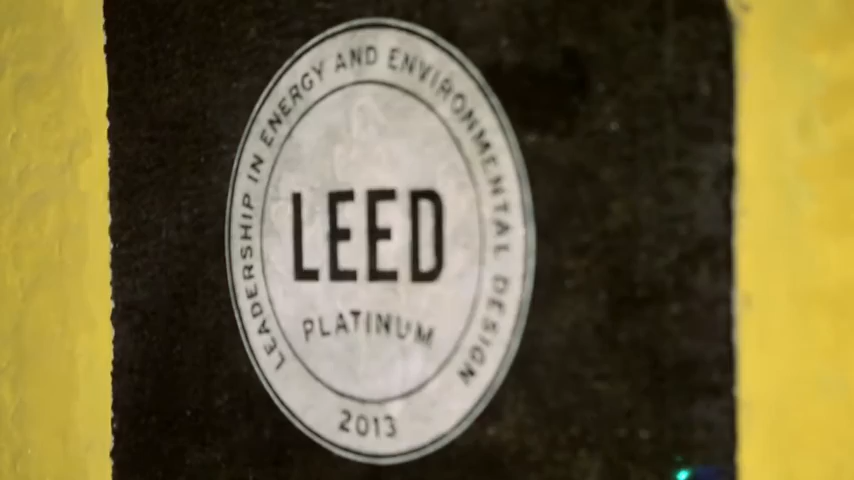 LEADERSHIP IN ENERGY AND ENVIRONMENTAL DESIGN
LEED
PLATINUM
2013